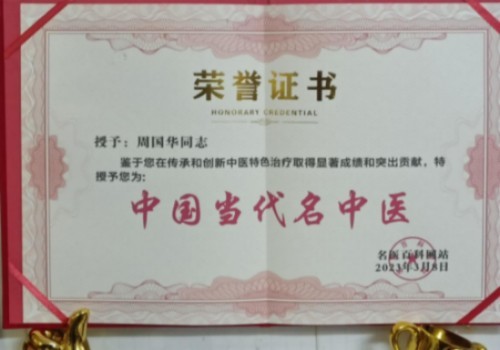 荣誉证书
HONORARY CREDENTIAL
授予：周国华同志
鉴于您在传承和创新中医特色治疗取得显著成绩和突出贡献，特
授予您为：
中国当代名中医
名医百科网站
2023年3月8日